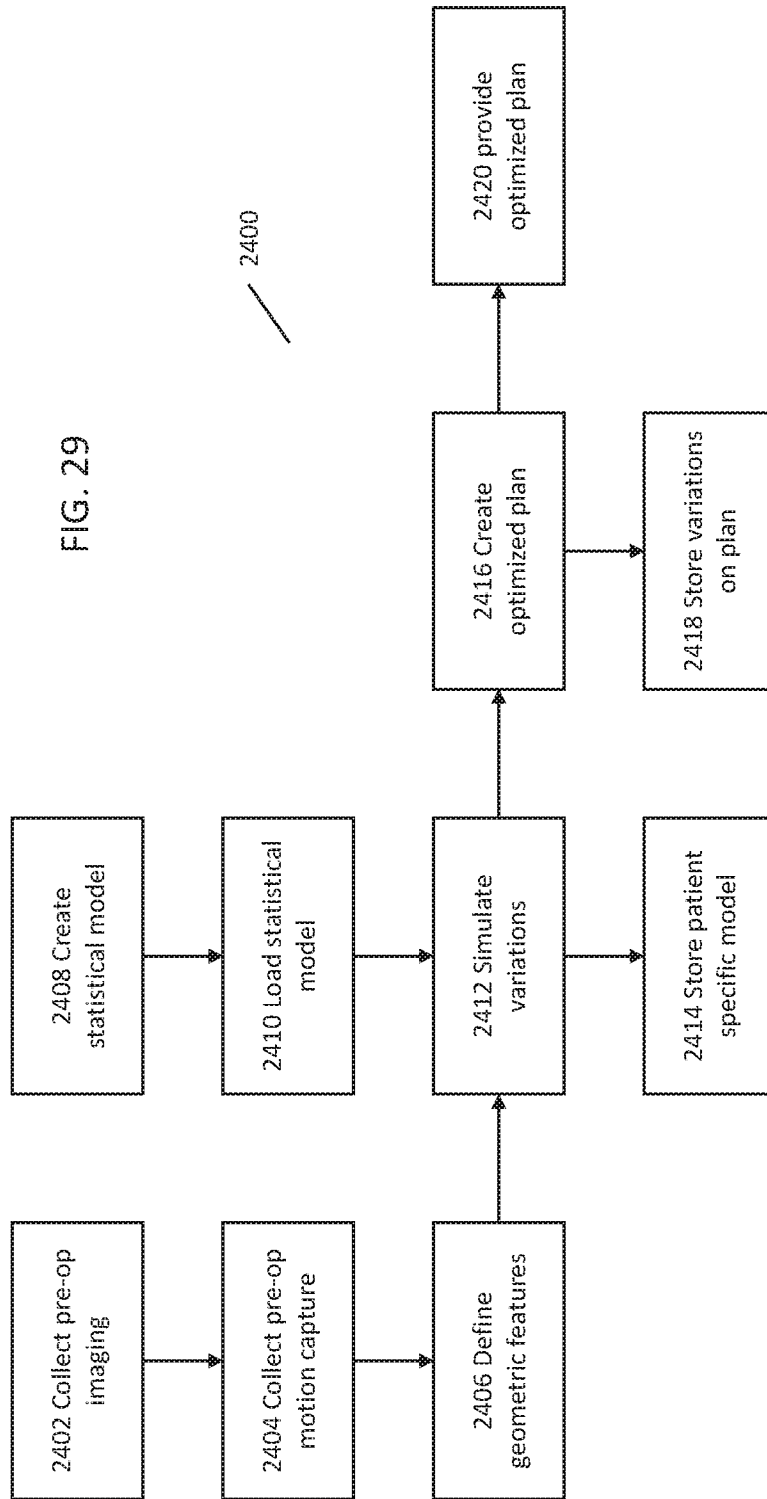 FIG. 29
2400
2402 Collect pre-op
imaging
2404 Collect pre-op
motion capture
2406 Define
geometric features
2408 Create
statistical model
2410 Load statistical
model
2412 Simulate
variations
2414 Store patient
specific model
2416 Create
optimized plan
2418 Store variations
on plan
2420 provide
optimized plan